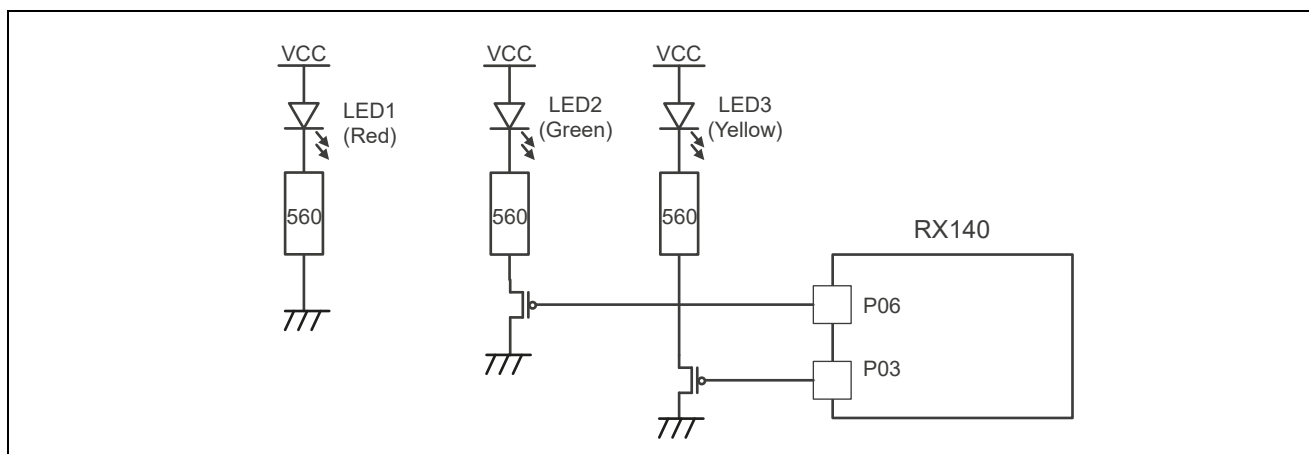 VCC
VCC
VCC
LED1
(Red)
LED2
(Green)
LED3
(Yellow)
560
560
560
RX140
P06
P03